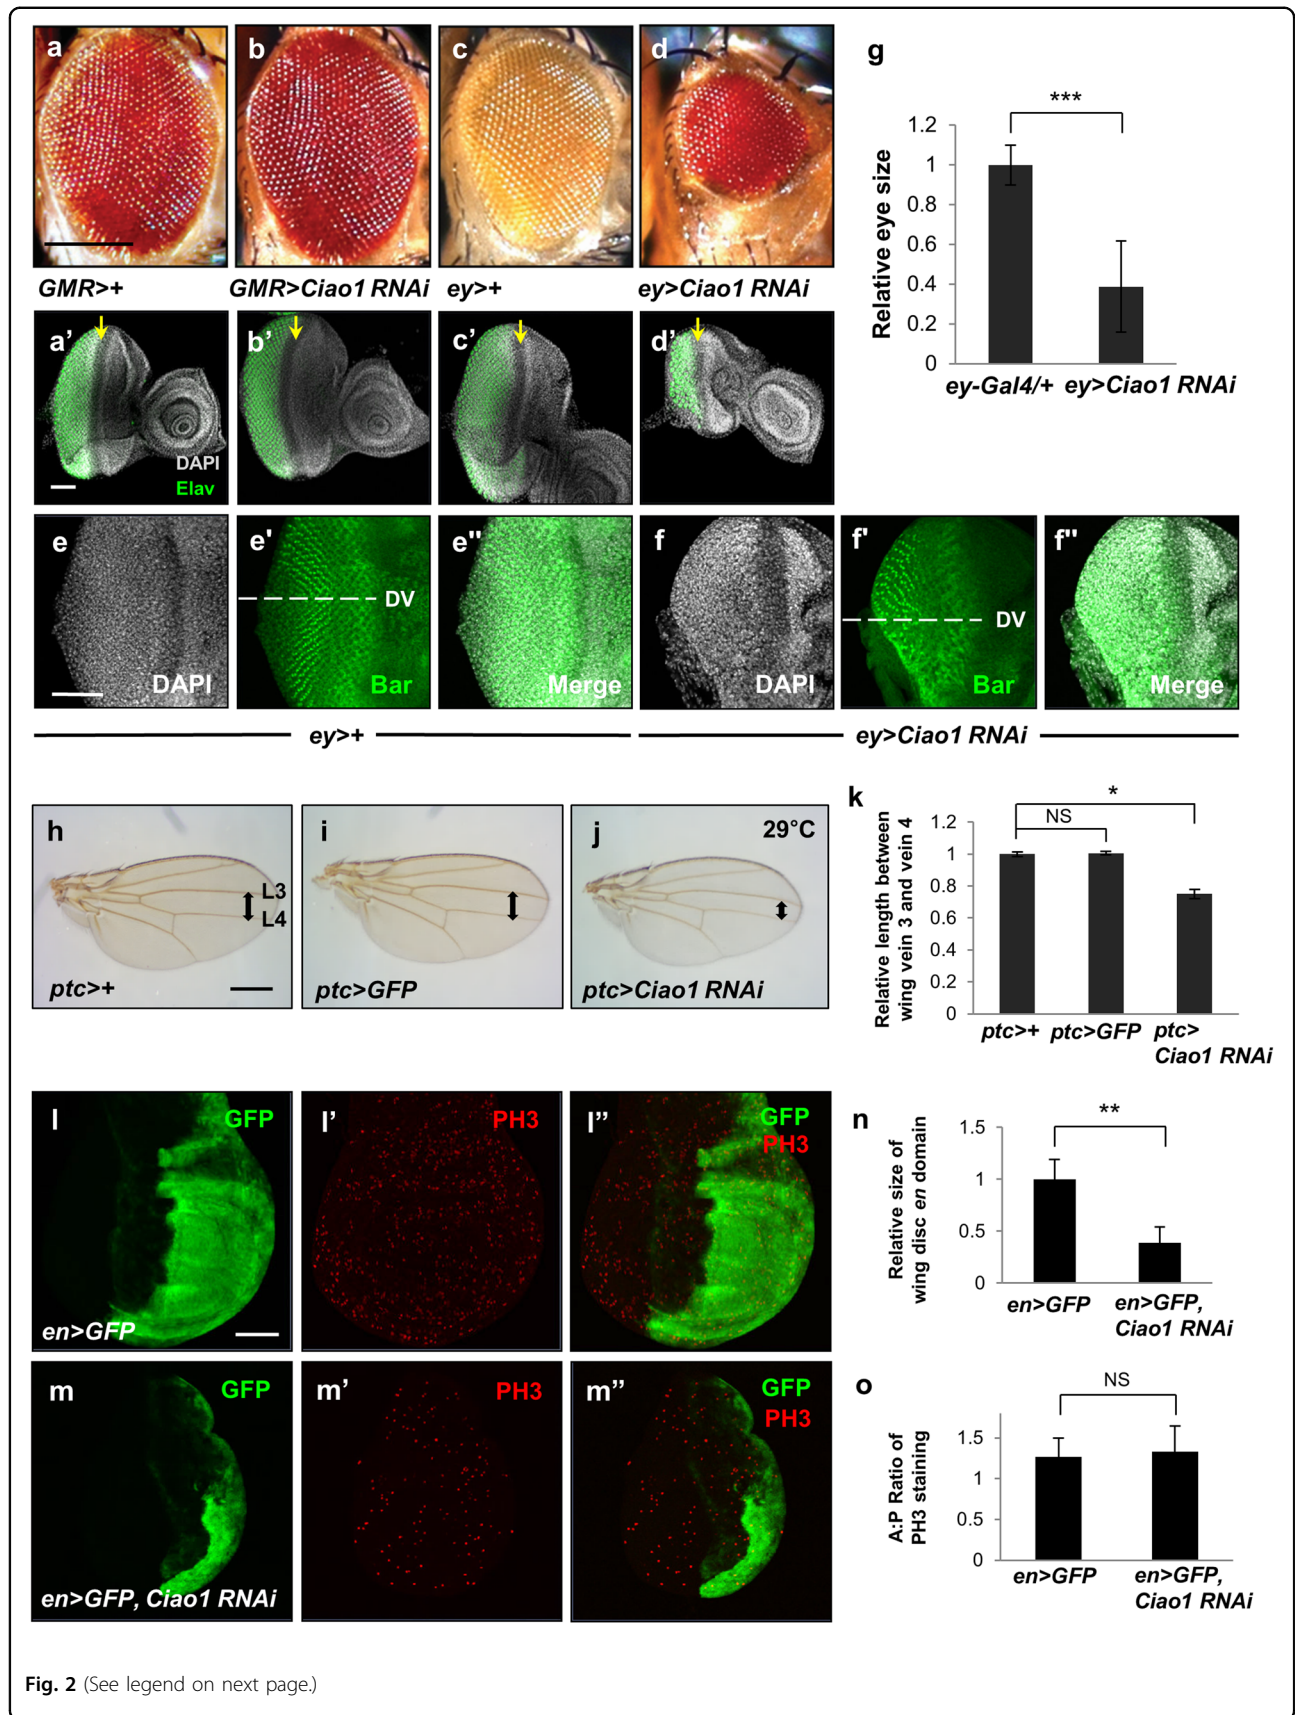 a
b
c
d
GMR>+
GMR>Ciao1 RNAi
ey>+
ey>Ciao1 RNAi
g
***
Relative eye size
1.2
1
0.8
0.6
0.4
0.2
0
ey-Gal4/+
ey>Ciao1 RNAi
a’
DAPI
Elav
b’
c’
d’
e
DAPI
e'
DV
Bar
e"
Merge
f
DAPI
f'
DV
Bar
f"
Merge
ey>+
ey>Ciao1 RNAi
h
L3
L4
ptc>+
i
ptc>GFP
j
29°C
ptc>Ciao1 RNAi
k
*
NS
Relative length between
wing vein 3 and vein 4
1.2
1
0.8
0.6
0.4
0.2
0
ptc>+
ptc>GFP
ptc>
Ciao1 RNAi
l
GFP
en>GFP
l'
PH3
l''
GFP
PH3
n
**
Relative size of
wing disc en domain
1.5
1
0.5
0
en>GFP
en>GFP,
Ciao1 RNAi
m
GFP
en>GFP, Ciao1 RNAi
m'
PH3
m"
GFP
PH3
o
NS
A:P Ratio of
PH3 staining
1.5
1
0.5
0
en>GFP
en>GFP,
Ciao1 RNAi
Fig. 2 (See legend on next page.)